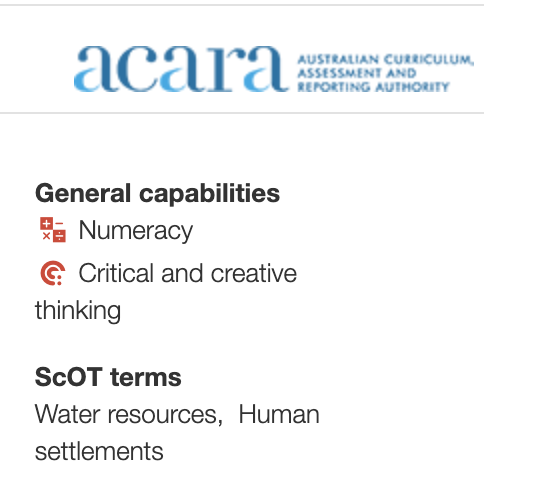 acara AUSTRALIAN CURRICULUM,
ASSESSMENT AND
REPORTING AUTHORITY
General capabilities
Numeracy
Critical and creative
thinking
ScOT terms
Water resources, Human
settlements